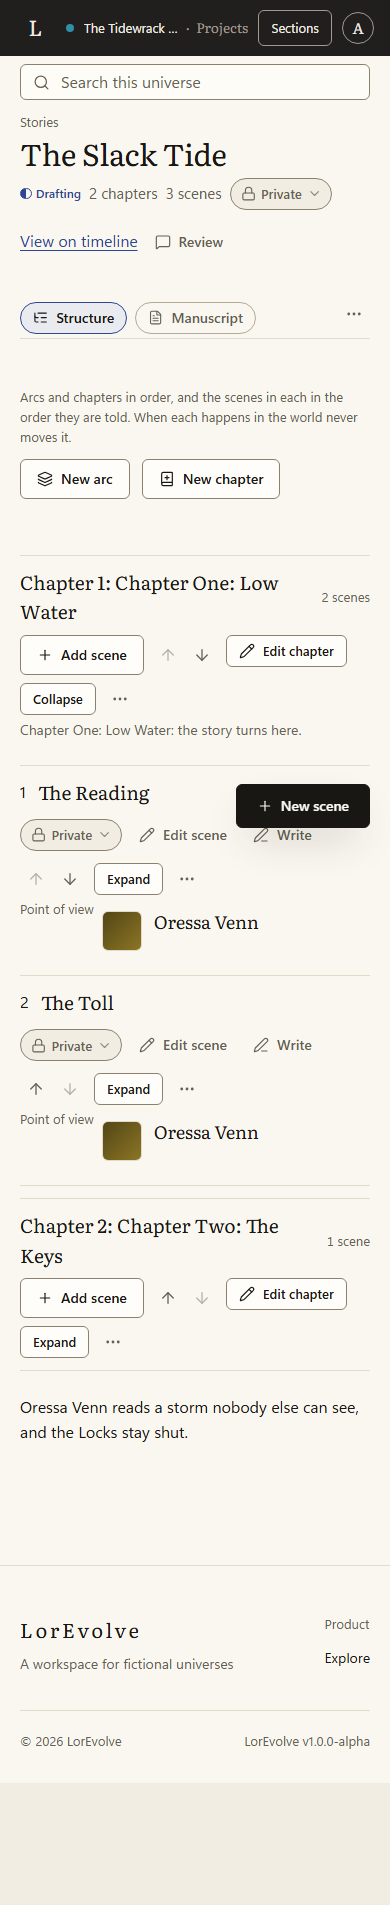 L The Tidewrack ... · Projects Sections A
Search this universe
Stories
The Slack Tide
Drafting 2 chapters 3 scenes Private
View on timeline Review
Structure Manuscript
Arcs and chapters in order, and the scenes in each in the
order they are told. When each happens in the world never
moves it.
New arc New chapter
Chapter 1: Chapter One: Low
Water
2 scenes
Add scene Edit chapter
Collapse
Chapter One: Low Water: the story turns here.
1 The Reading
New scene
Private Edit scene Write
Expand
Point of view
Oressa Venn
2 The Toll
Private Edit scene Write
Expand
Point of view
Oressa Venn
Chapter 2: Chapter Two: The
Keys
1 scene
Add scene Edit chapter
Expand
Oressa Venn reads a storm nobody else can see,
and the Locks stay shut.
LorEvolve
A workspace for fictional universes
Product
Explore
© 2026 LorEvolve LorEvolve v1.0.0-alpha